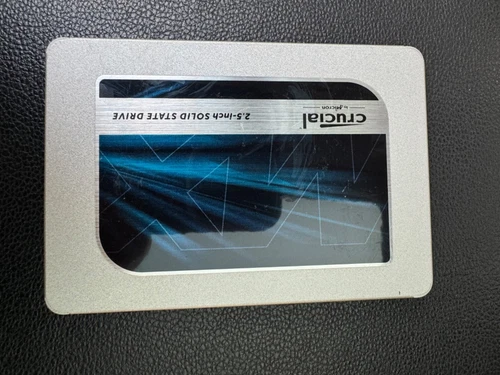 crucial
by Micron
2.5-inch SOLID STATE DRIVE